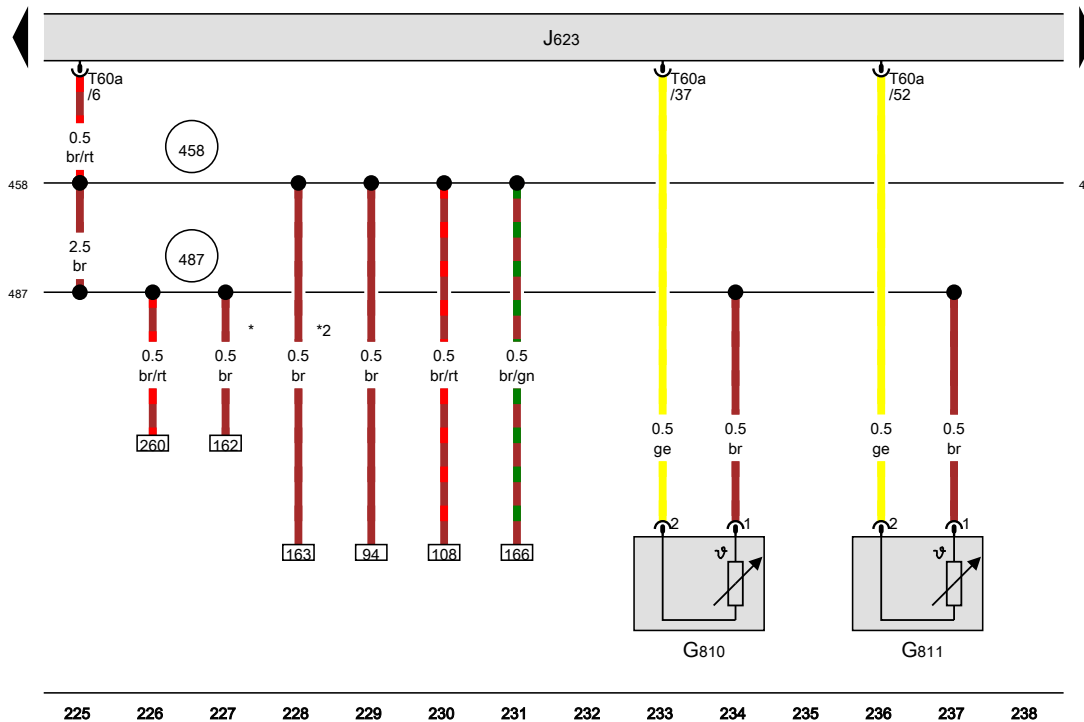 J623
T60a
/6
T60a
/37
T60a
/52
0.5
br/rt
458
458
4
2.5
br
487
487
* *2
0.5 0.5 0.5 0.5 0.5 0.5
br/rt br br br br/rt br/gn
0.5 0.5 0.5 0.5
ge br ge br
260 162
2 1 2 1
163 94 108 166
ϑ ϑ
G810 G811
225 226 227 228 229 230 231 232 233 234 235 236 237 238